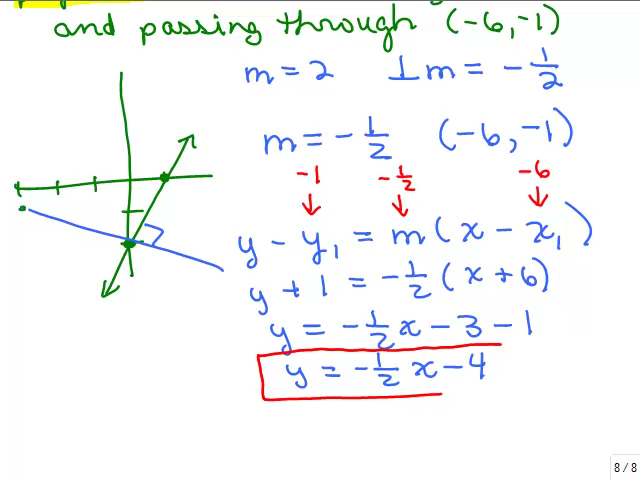 and passing through (-6,-1)
m = 2 ⊥m = -1/2
m = -1/2 (-6,-1)
-1 -1/2 -6
y - y₁ = m(x - x₁)
y + 1 = -1/2(x + 6)
y = -1/2x - 3 - 1
y = -1/2x - 4
8/8